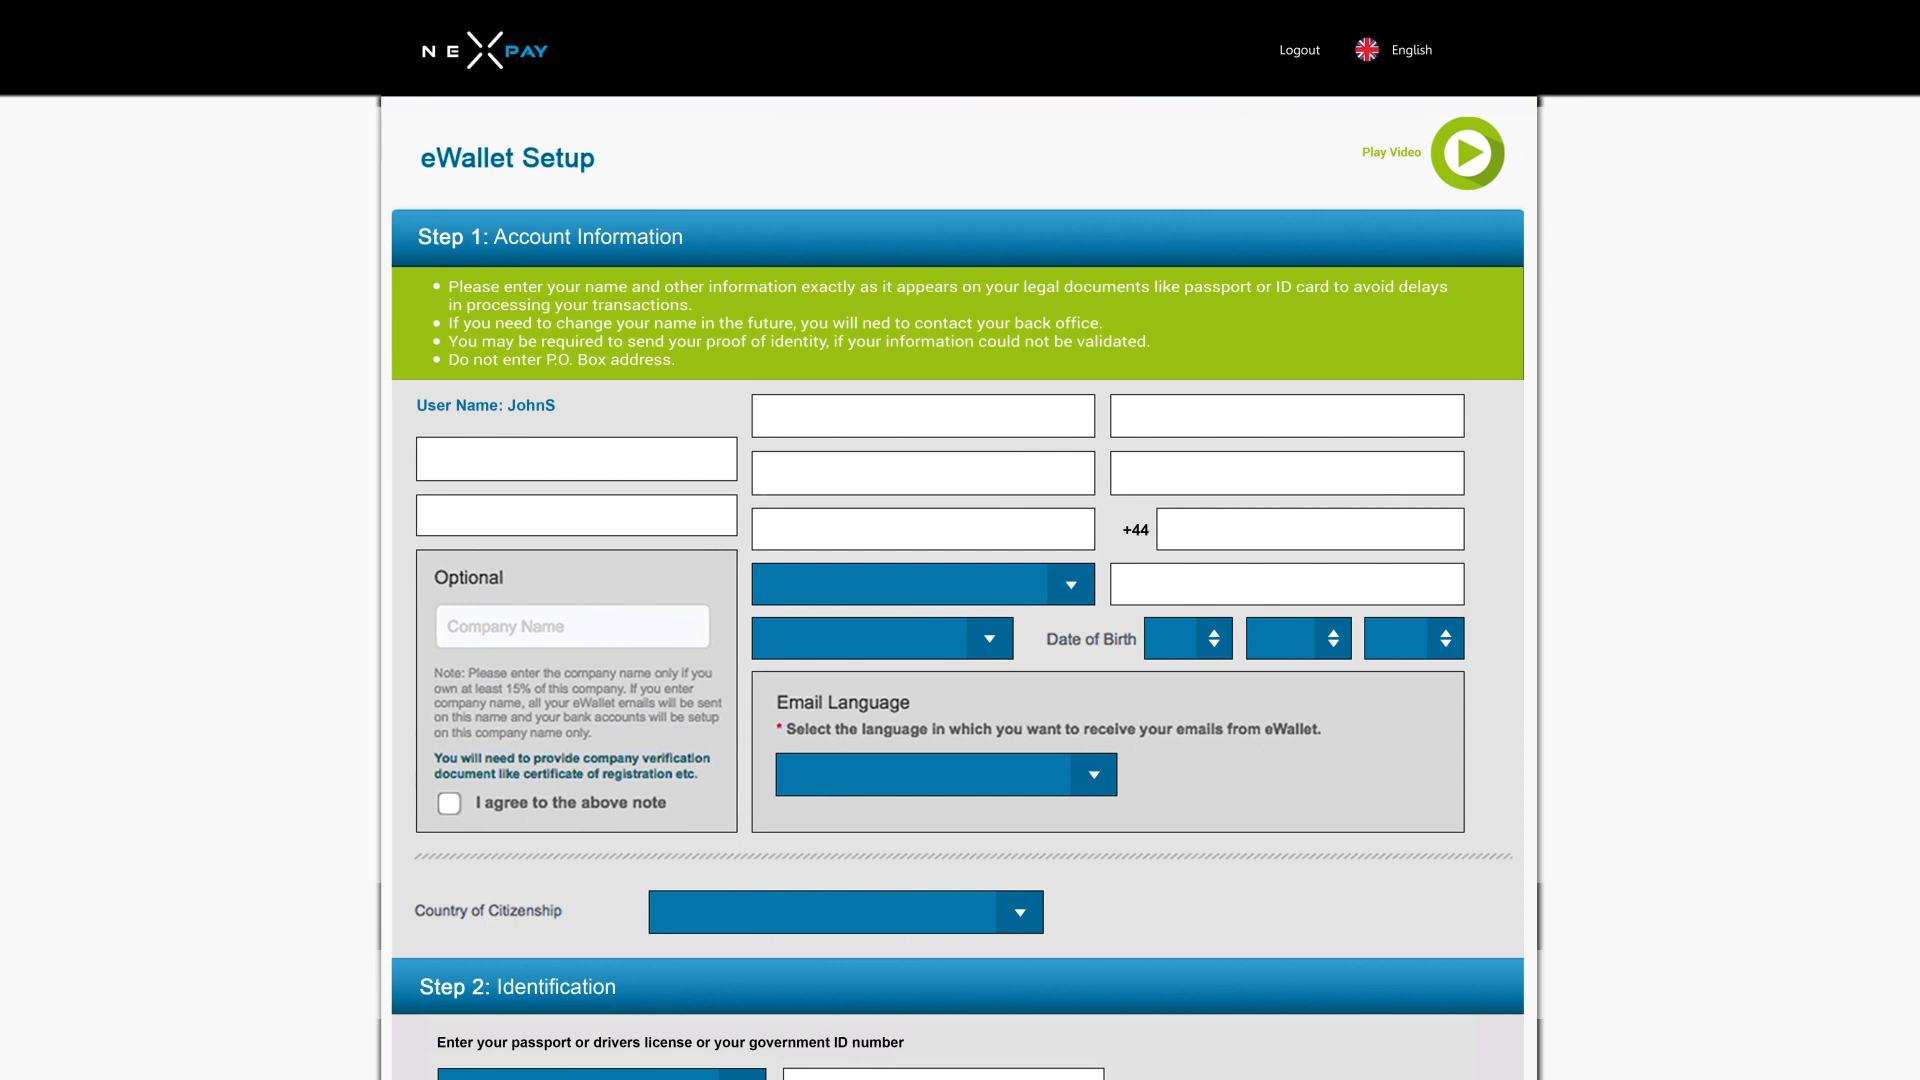 NEXPAY
Logout
English
eWallet Setup
Play Video
Step 1: Account Information
Please enter your name and other information exactly as it appears on your legal documents like passport or ID card to avoid delays
in processing your transactions.
If you need to change your name in the future, you will ned to contact your back office.
You may be required to send your proof of identity, if your information could not be validated.
Do not enter P.O. Box address.
User Name: JohnS
+44
Optional
Company Name
Note: Please enter the company name only if you
own at least 15% of this company. If you enter
company name, all your eWallet emails will be sent
on this name and your bank accounts will be setup
on this company name only.
You will need to provide company verification
document like certificate of registration etc.
I agree to the above note
Date of Birth
Email Language
* Select the language in which you want to receive your emails from eWallet.
Country of Citizenship
Step 2: Identification
Enter your passport or drivers license or your government ID number